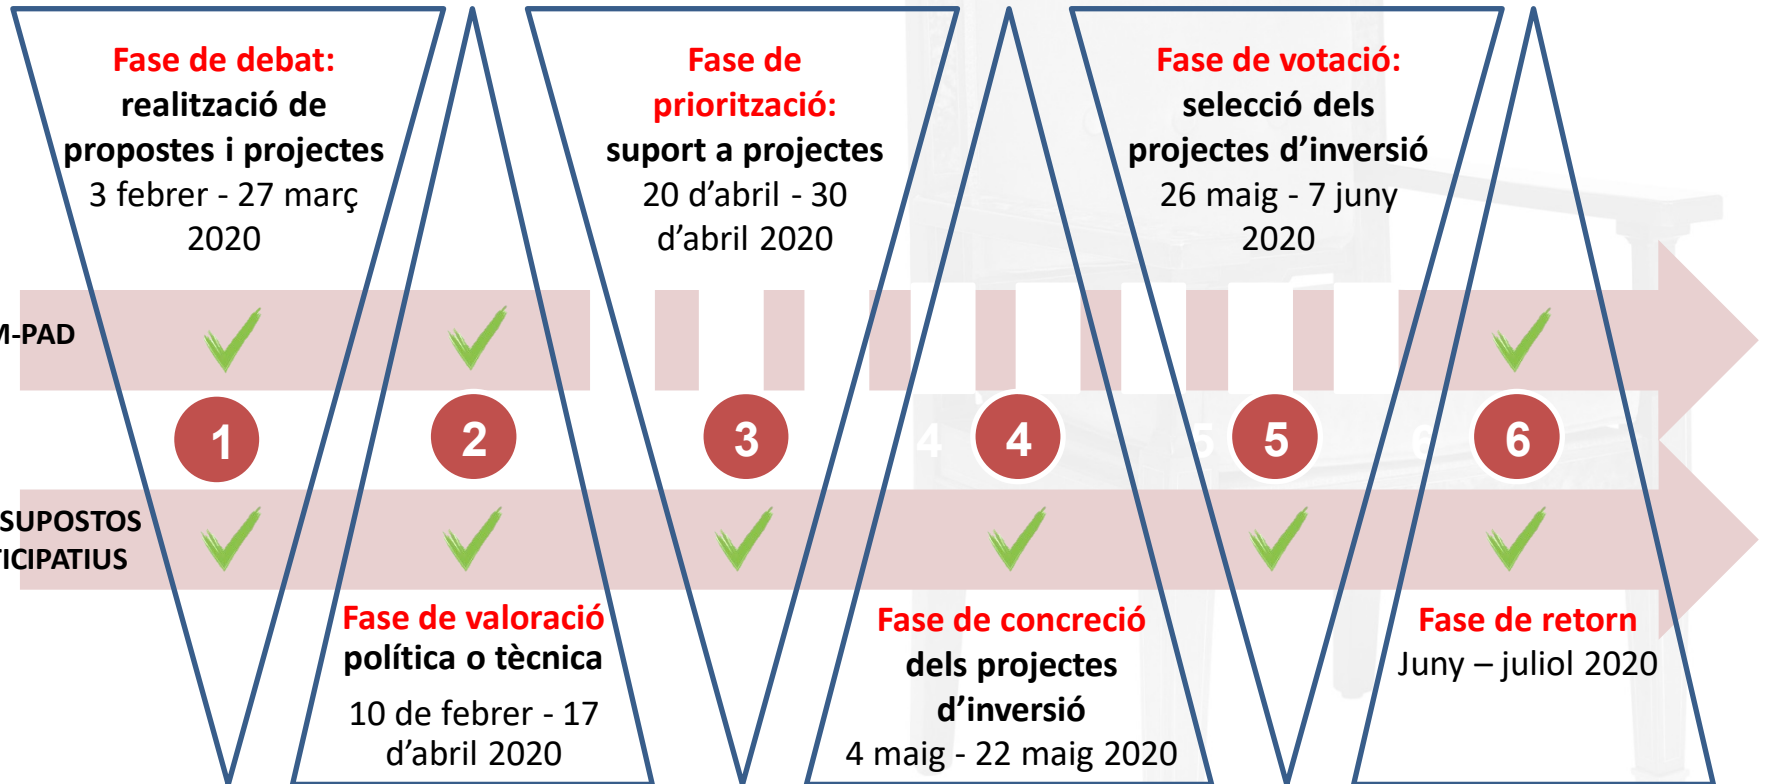 Fase de debat:
realització de
propostes i projectes
3 febrer - 27 març
2020
Fase de
priorització:
suport a projectes
20 d'abril - 30
d'abril 2020
Fase de votació:
selecció dels
projectes d'inversió
26 maig - 7 juny
2020
M-PAD
1
2
3
4
4
5
5
6
6
SUPOSTOS
TICIPATIUS
Fase de valoració
política o tècnica
10 de febrer - 17
d'abril 2020
Fase de concreció
dels projectes
d'inversió
4 maig - 22 maig 2020
Fase de retorn
Juny – juliol 2020